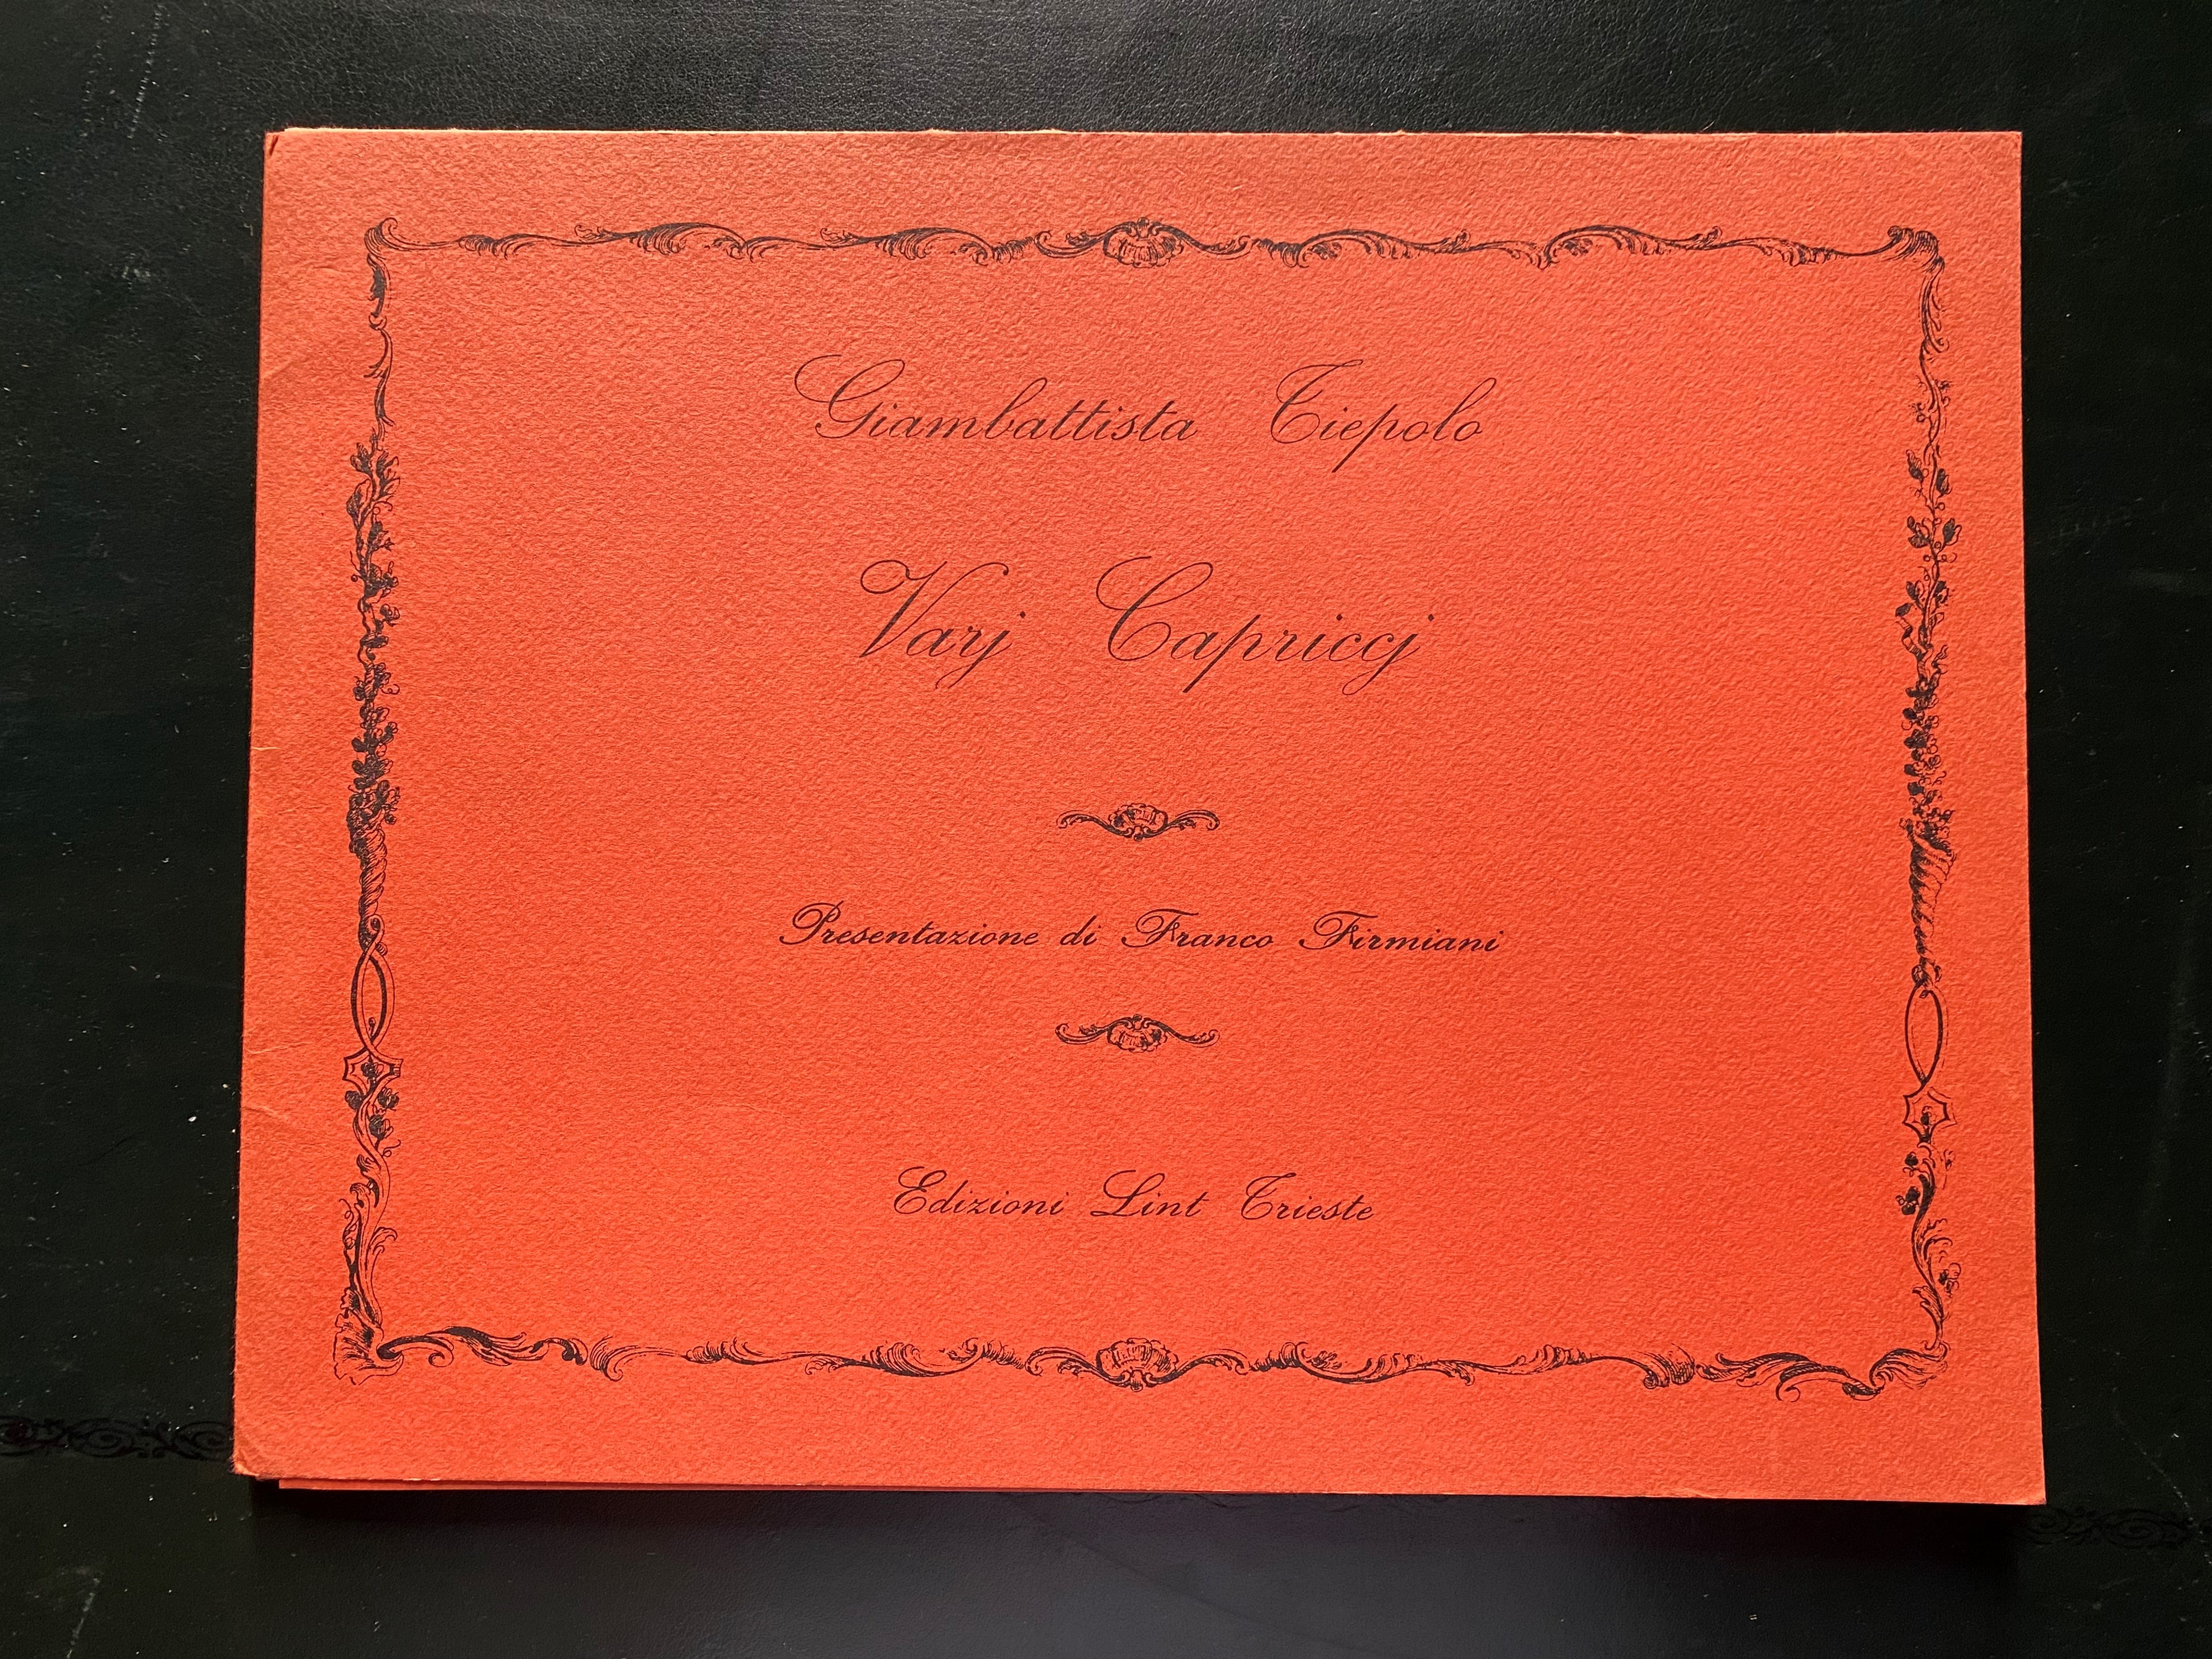 Giambattista Tiepolo
Varj Capriccj
Presentazione di Franco Firmiani
Edizioni Lint Trieste